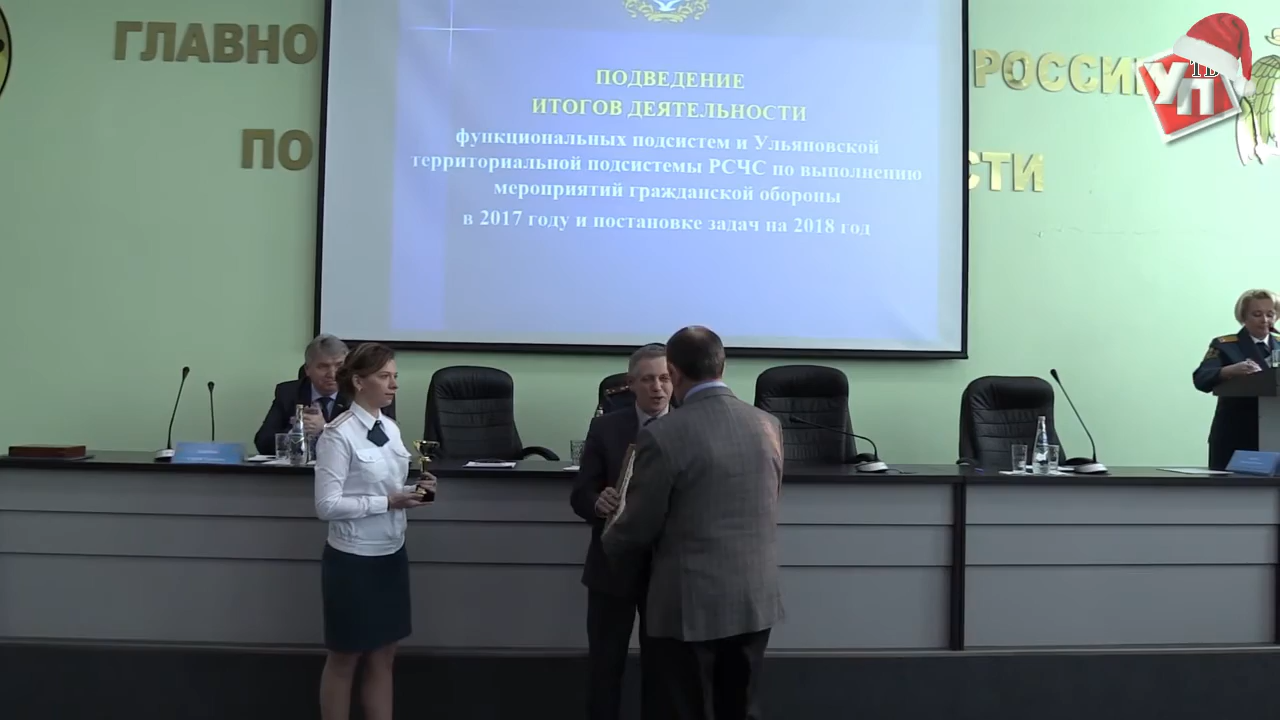 ГЛАВНО
РОССИ
ПО
СТИ
ПОДВЕДЕНИЕ
ИТОГОВ ДЕЯТЕЛЬНОСТИ
функциональных подсистем и Ульяновской
территориальной подсистемы РСЧС по выполнению
мероприятий гражданской обороны
в 2017 году и постановке задач на 2018 год
ТВ
УП